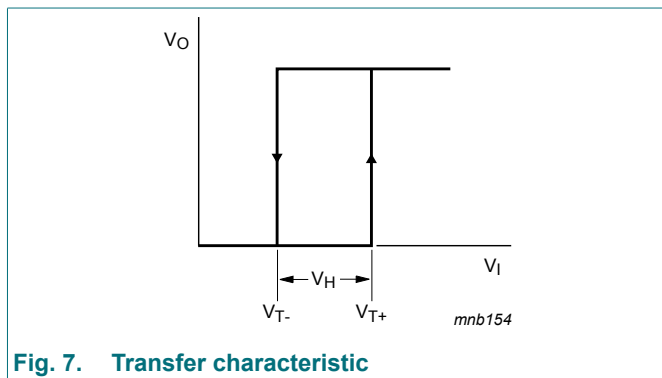 VO
VI
VH
VT-
VT+
mnb154
Fig. 7. Transfer characteristic